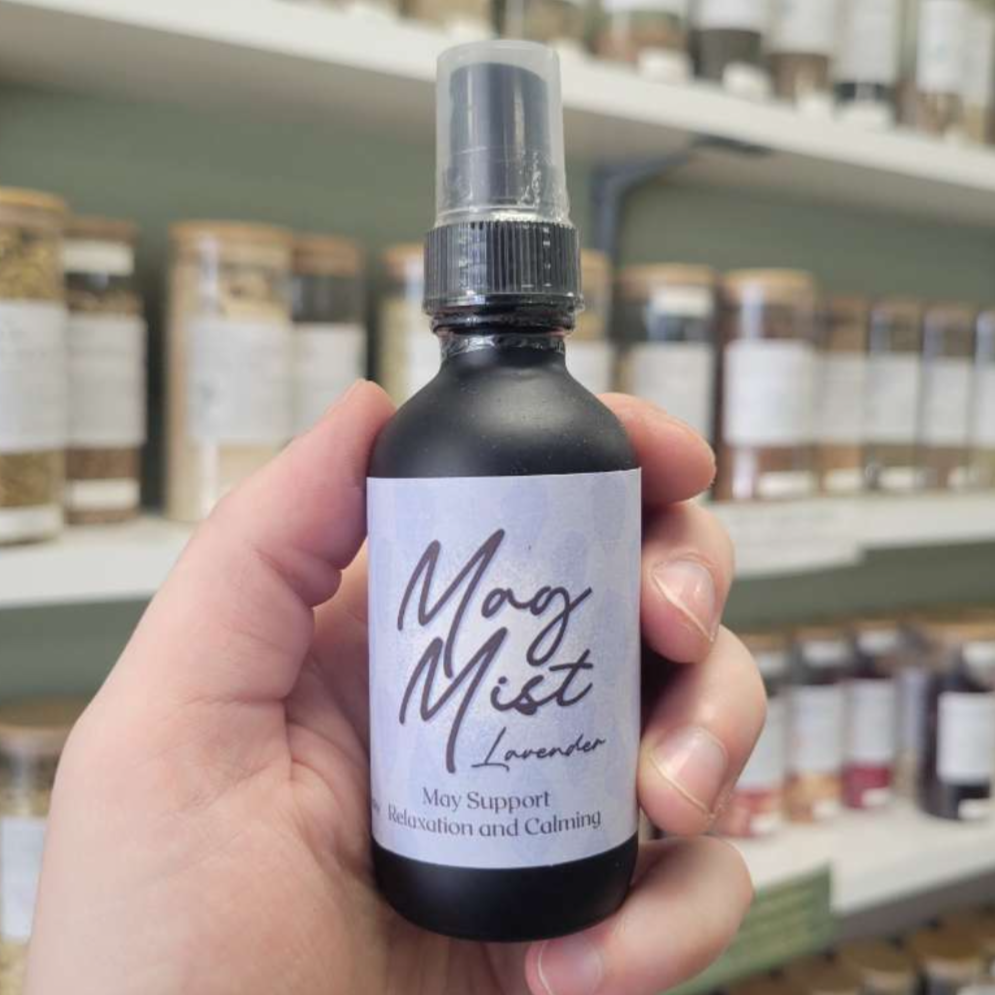 Mag
Mist
Lavender
May Support
Relaxation and Calming